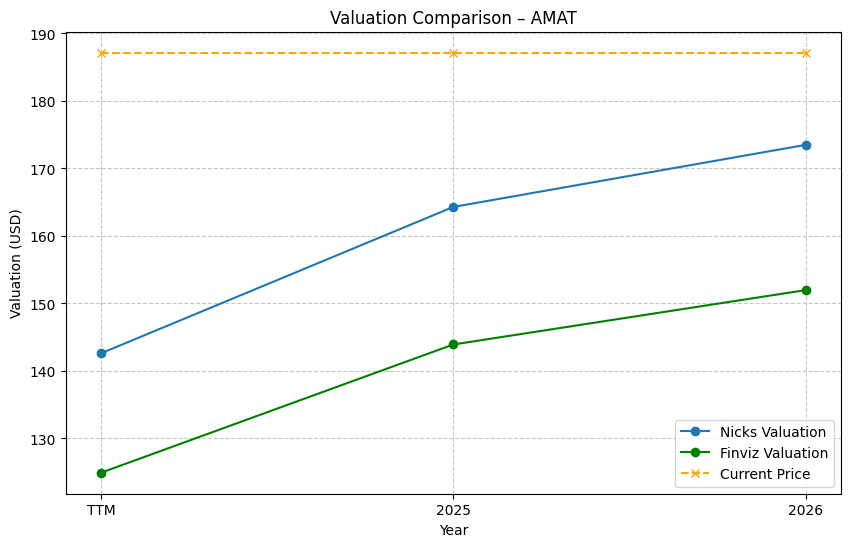 Valuation Comparison – AMAT
Valuation (USD)
190
180
170
160
150
140
130
TTM
2025
2026
Year
Nicks Valuation
Finviz Valuation
Current Price